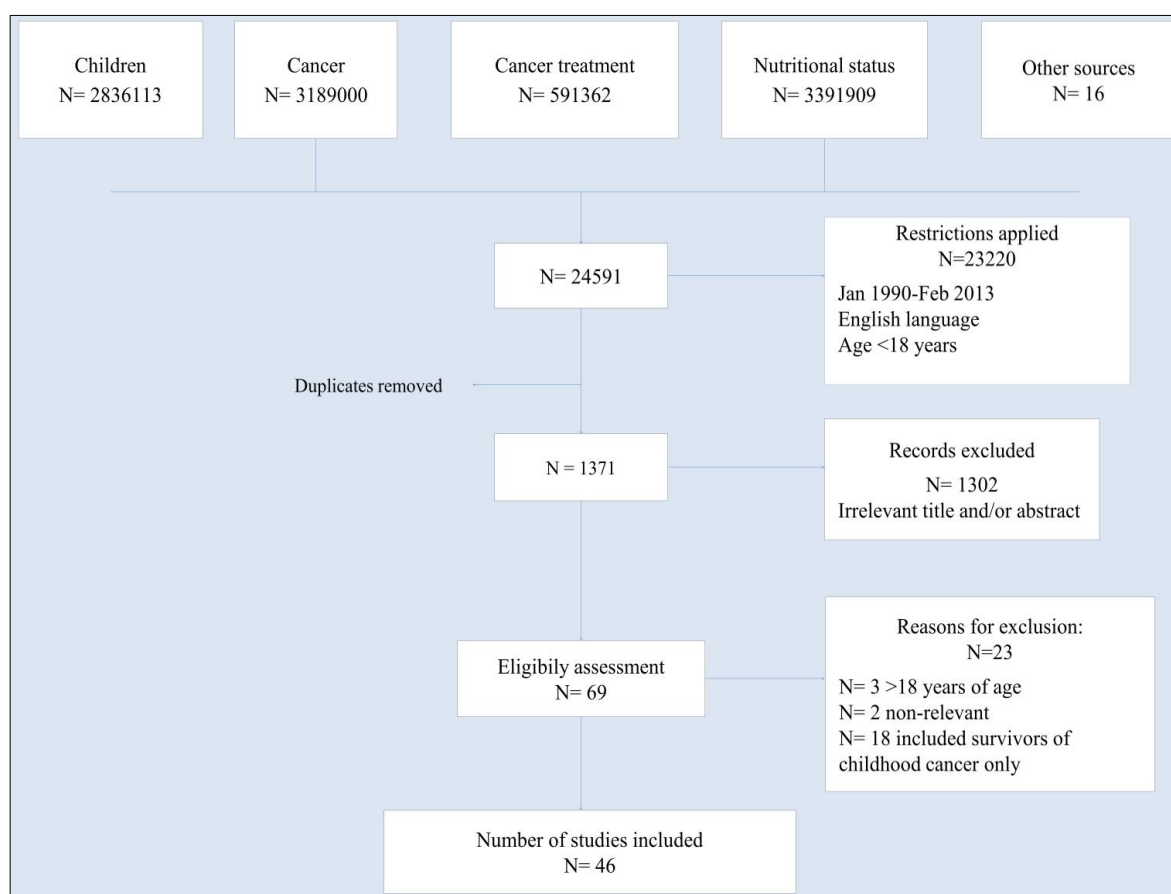 Children
N= 2836113
Cancer
N= 3189000
Cancer treatment
N= 591362
Nutritional status
N= 3391909
Other sources
N= 16
N= 24591
Restrictions applied
N=23220
Jan 1990-Feb 2013
English language
Age <18 years
Duplicates removed
N = 1371
Records excluded
N= 1302
Irrelevant title and/or abstract
Eligibily assessment
N= 69
Reasons for exclusion:
N=23
N= 3 >18 years of age
N= 2 non-relevant
N= 18 included survivors of
childhood cancer only
Number of studies included
N= 46